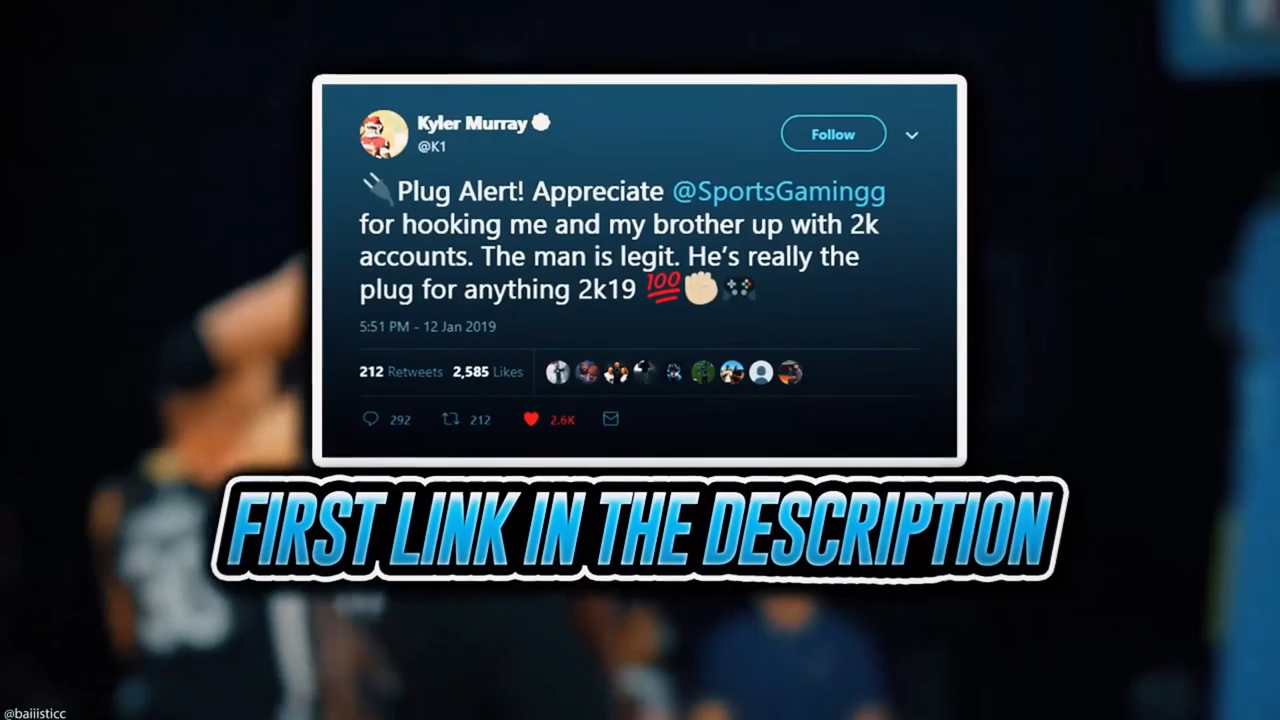 Kyler Murray
@K1
Follow
🔌Plug Alert! Appreciate @SportsGamingg
for hooking me and my brother up with 2k
accounts. The man is legit. He's really the
plug for anything 2k19 💯✊🏼🎮
5:51 PM - 12 Jan 2019
212 Retweets 2,585 Likes
292 212 2.6K
FIRST LINK IN THE DESCRIPTION
@baiiisticc